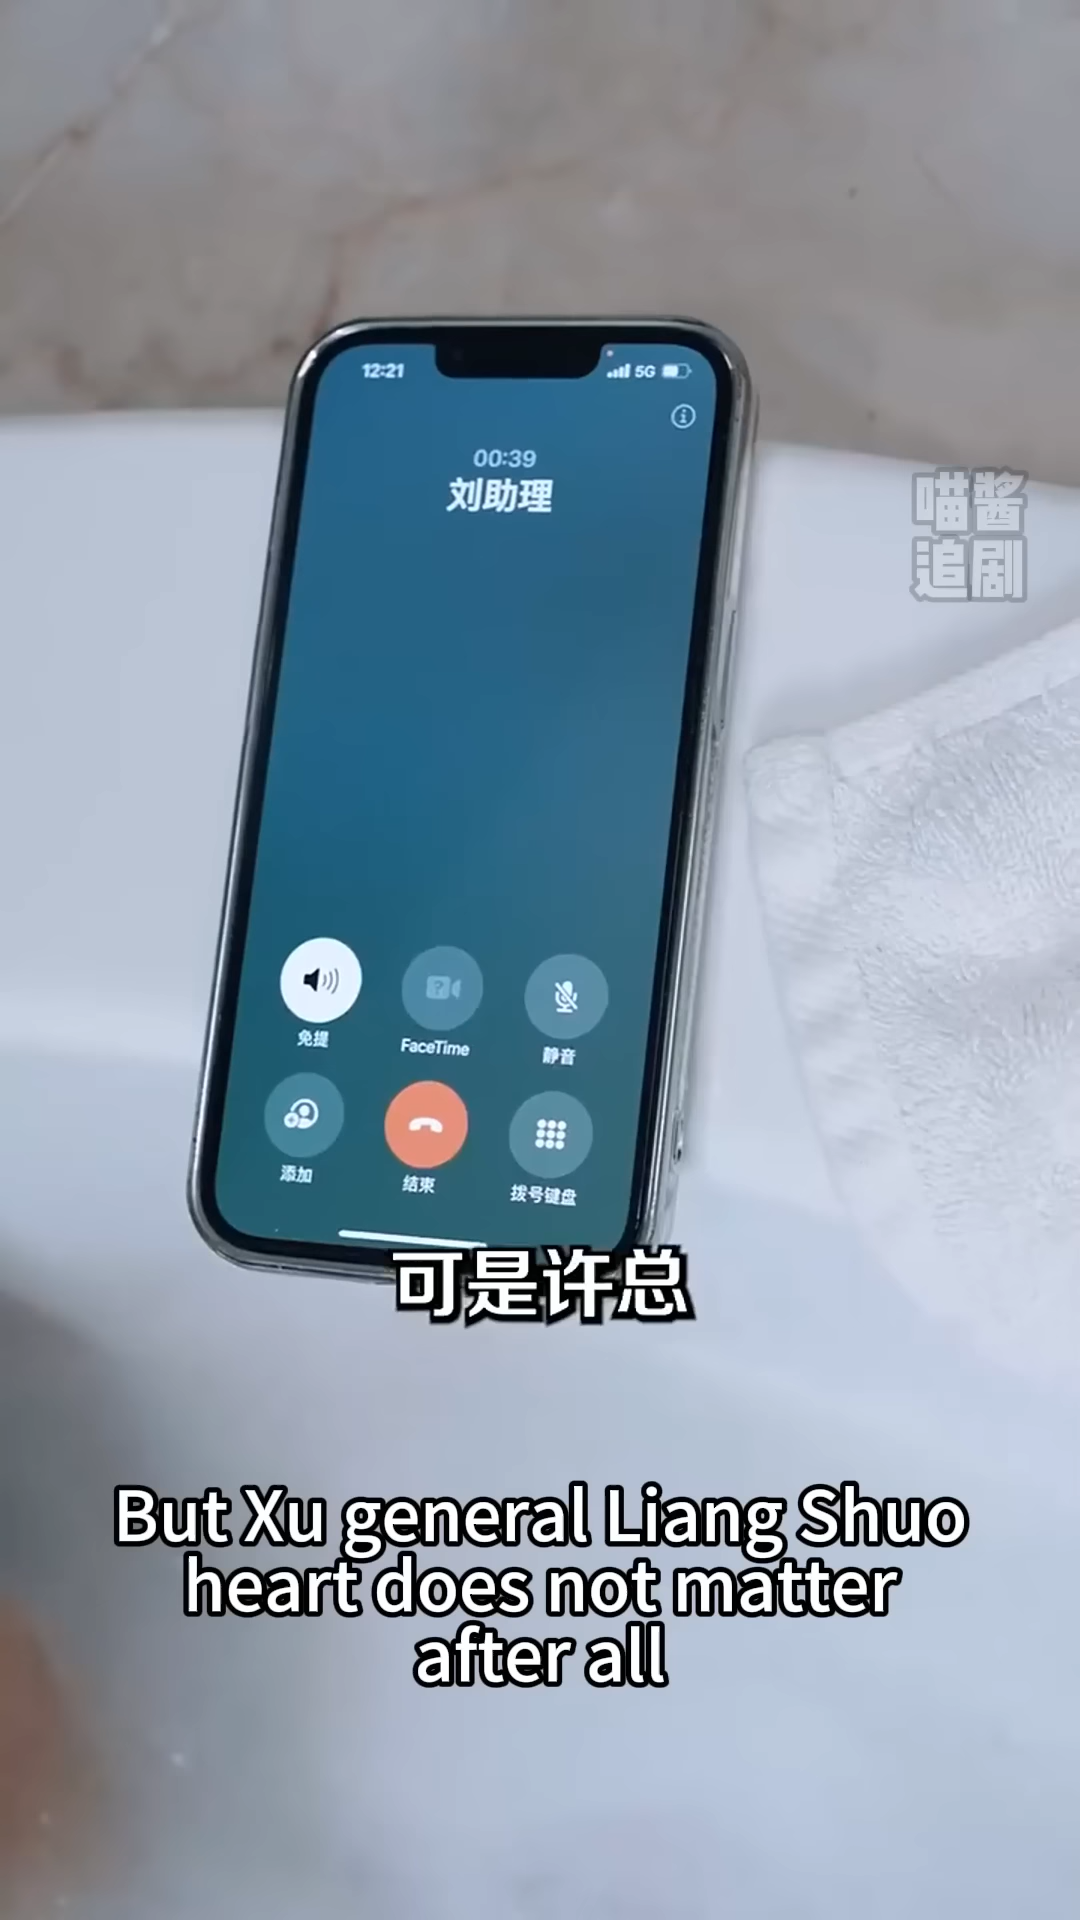 12:21
5G
00:39
刘助理
喵酱
追剧
免提
FaceTime
静音
添加
结束
拨号键盘
可是许总
But Xu general Liang Shuo
heart does not matter
after all